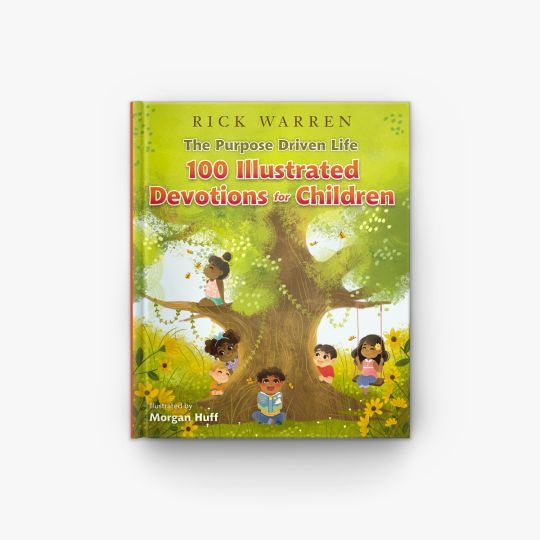 RICK WARREN
The Purpose Driven Life
100 Illustrated
Devotions for Children
Illustrated by
Morgan Huff